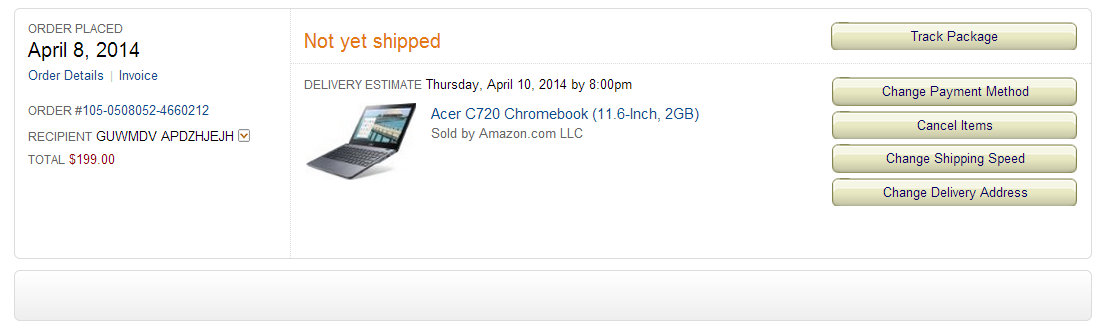 ORDER PLACED
April 8, 2014
Order Details | Invoice
ORDER #105-0508052-4660212
RECIPIENT GUWMDV APDZHJEJH
TOTAL $199.00
Not yet shipped
DELIVERY ESTIMATE Thursday, April 10, 2014 by 8:00pm
Acer C720 Chromebook (11.6-Inch, 2GB)
Sold by Amazon.com LLC
Track Package
Change Payment Method
Cancel Items
Change Shipping Speed
Change Delivery Address